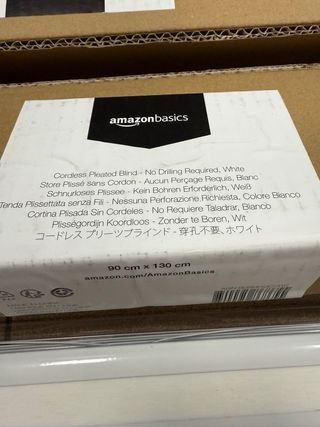 amazonbasics
Cordless Pleated Blind - No Drilling Required, White
Store Plissé sans Cordon - Aucun Perçage Requis, Blanc
Schnurloses Plissee - Kein Bohren Erforderlich, Weiß
Tenda Plissettata senza Fili - Nessuna Perforazione Richiesta, Colore Bianco
Cortina Plisada Sin Cordeles - No Requiere Taladrar, Blanco
Plisségordijn Koordloos - Zonder te Boren, Wit
コードレス プリーツブラインド - 穿孔不要、ホワイト
90 cm x 130 cm
amazon.com/AmazonBasics